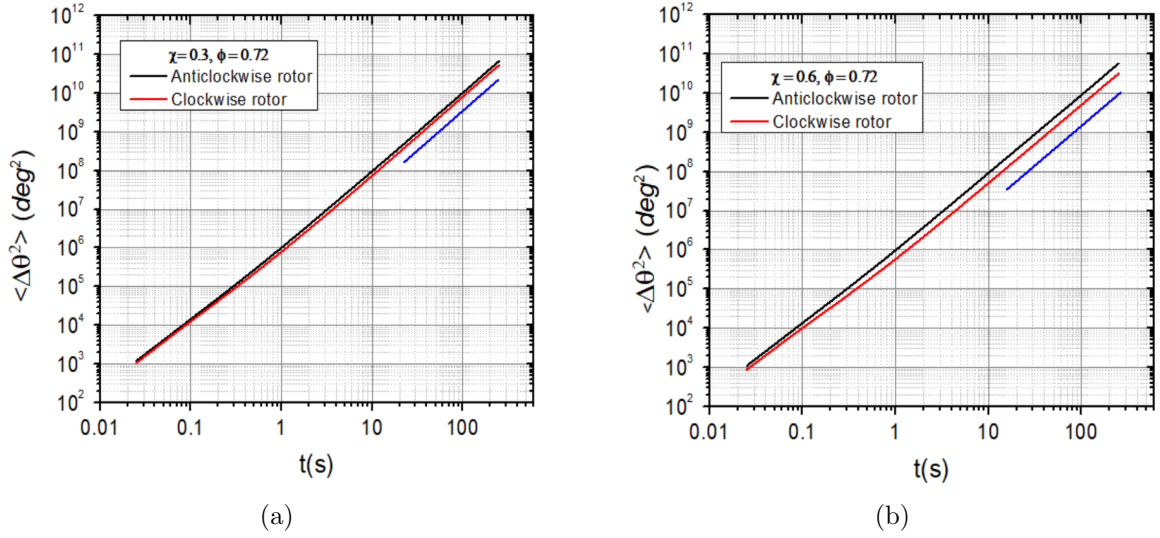 10^12
10^11
10^10
10^9
10^8
10^7
10^6
10^5
10^4
10^3
10^2
<Δθ²> (deg²)
χ=0.3, ϕ=0.72
Anticlockwise rotor
Clockwise rotor
0.01 0.1 1 10 100
t(s)
(a)
10^12
10^11
10^10
10^9
10^8
10^7
10^6
10^5
10^4
10^3
10^2
<Δθ²> (deg²)
χ=0.6, ϕ=0.72
Anticlockwise rotor
Clockwise rotor
0.01 0.1 1 10 100
t(s)
(b)